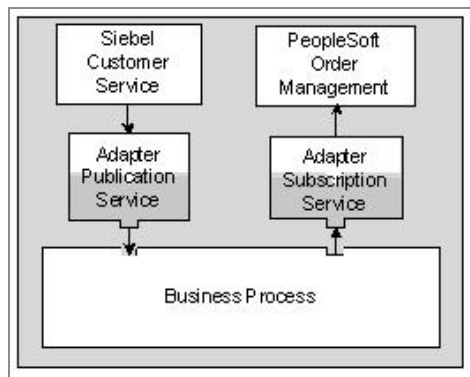 Siebel
Customer
Service
PeopleSoft
Order
Management
Adapter
Publication
Service
Adapter
Subscription
Service
Business Process